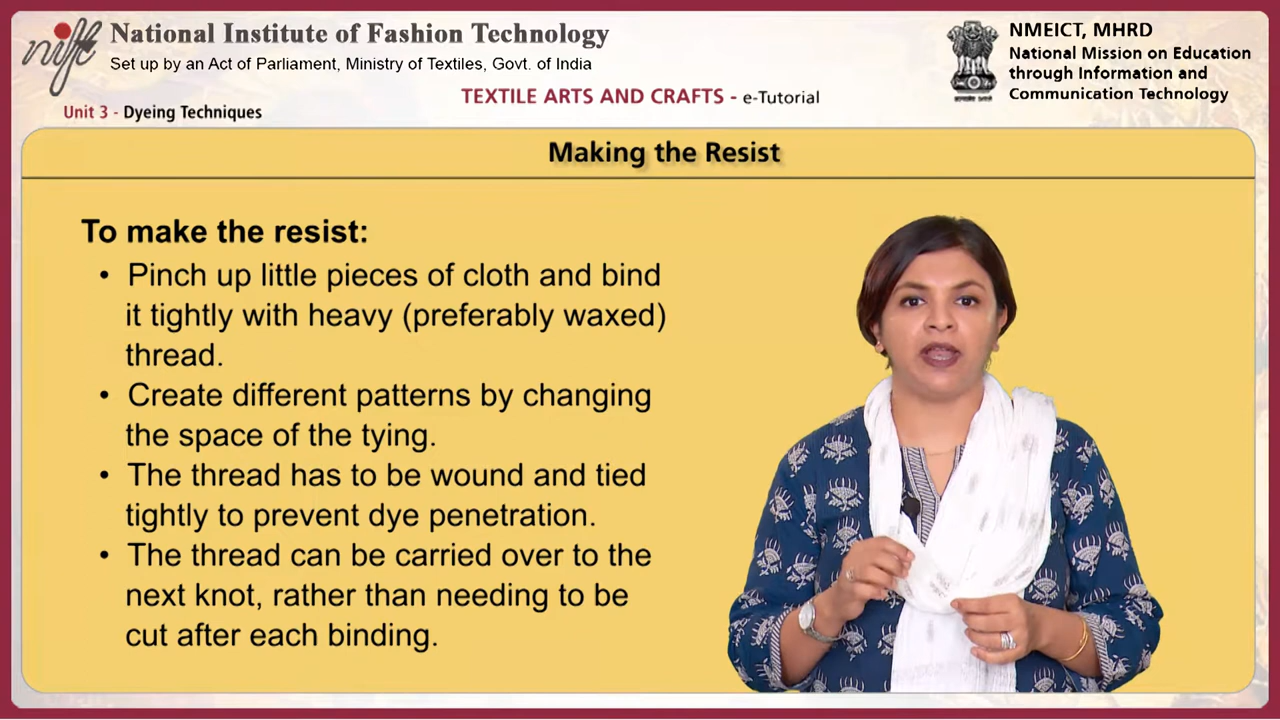 nift
National Institute of Fashion Technology
Set up by an Act of Parliament, Ministry of Textiles, Govt. of India
NMEICT, MHRD
National Mission on Education
through Information and
Communication Technology
TEXTILE ARTS AND CRAFTS - e-Tutorial
Unit 3 - Dyeing Techniques
Making the Resist
To make the resist:
• Pinch up little pieces of cloth and bind
it tightly with heavy (preferably waxed)
thread.
• Create different patterns by changing
the space of the tying.
• The thread has to be wound and tied
tightly to prevent dye penetration.
• The thread can be carried over to the
next knot, rather than needing to be
cut after each binding.